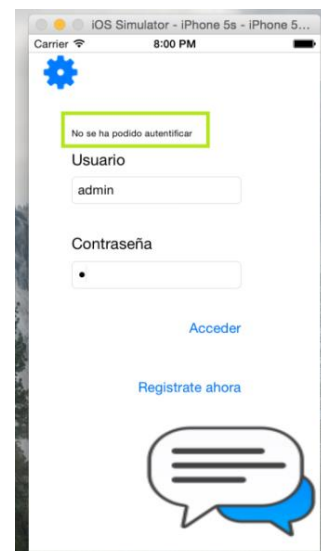 iOS Simulator - iPhone 5s - iPhone 5...
Carrier 8:00 PM
No se ha podido autentificar
Usuario
admin
Contraseña
•
Acceder
Registrate ahora